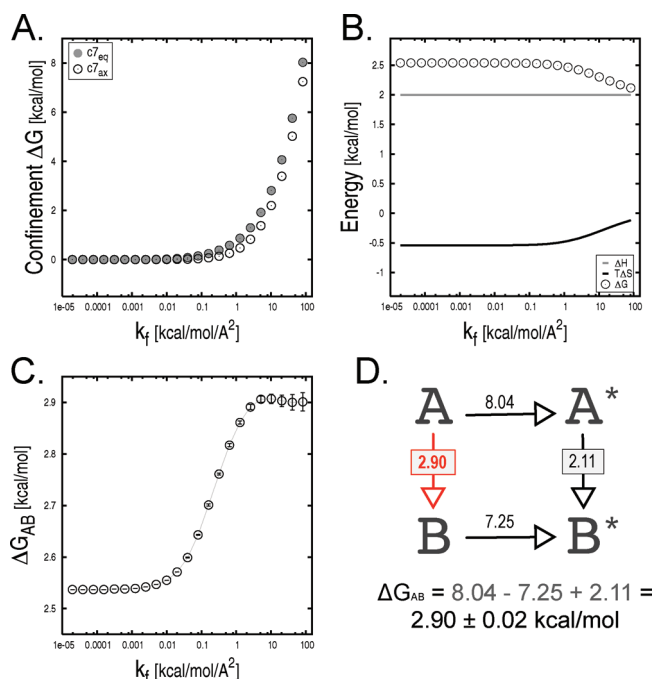 A.
c7eq
c7ax
Confinement ΔG [kcal/mol]
8
6
4
2
0
1e-05 0.0001 0.001 0.01 0.1 1 10 100
kf [kcal/mol/A^2]
B.
3
2.5
2
1.5
1
0.5
0
-0.5
-1
Energy [kcal/mol]
ΔH
TΔS
ΔG
1e-05 0.0001 0.001 0.01 0.1 1 10 100
kf [kcal/mol/A^2]
C.
2.9
2.8
2.7
2.6
2.5
ΔGAB [kcal/mol]
1e-05 0.0001 0.001 0.01 0.1 1 10 100
kf [kcal/mol/A^2]
D.
A 8.04 A*
2.90 2.11
B 7.25 B*
ΔGAB = 8.04 - 7.25 + 2.11 =
2.90 ± 0.02 kcal/mol